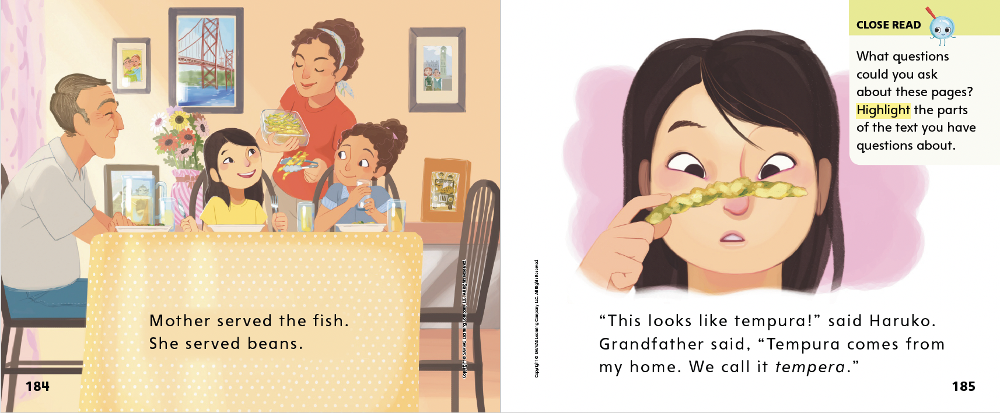 Mother served the fish.
She served beans.
Copyright © SAVVAS Learning Company LLC. All Rights Reserved.
184
CLOSE READ
What questions
could you ask
about these pages?
Highlight the parts
of the text you have
questions about.
“This looks like tempura!” said Haruko.
Grandfather said, “Tempura comes from
my home. We call it tempera.”
Copyright © SAVVAS Learning Company LLC. All Rights Reserved.
185